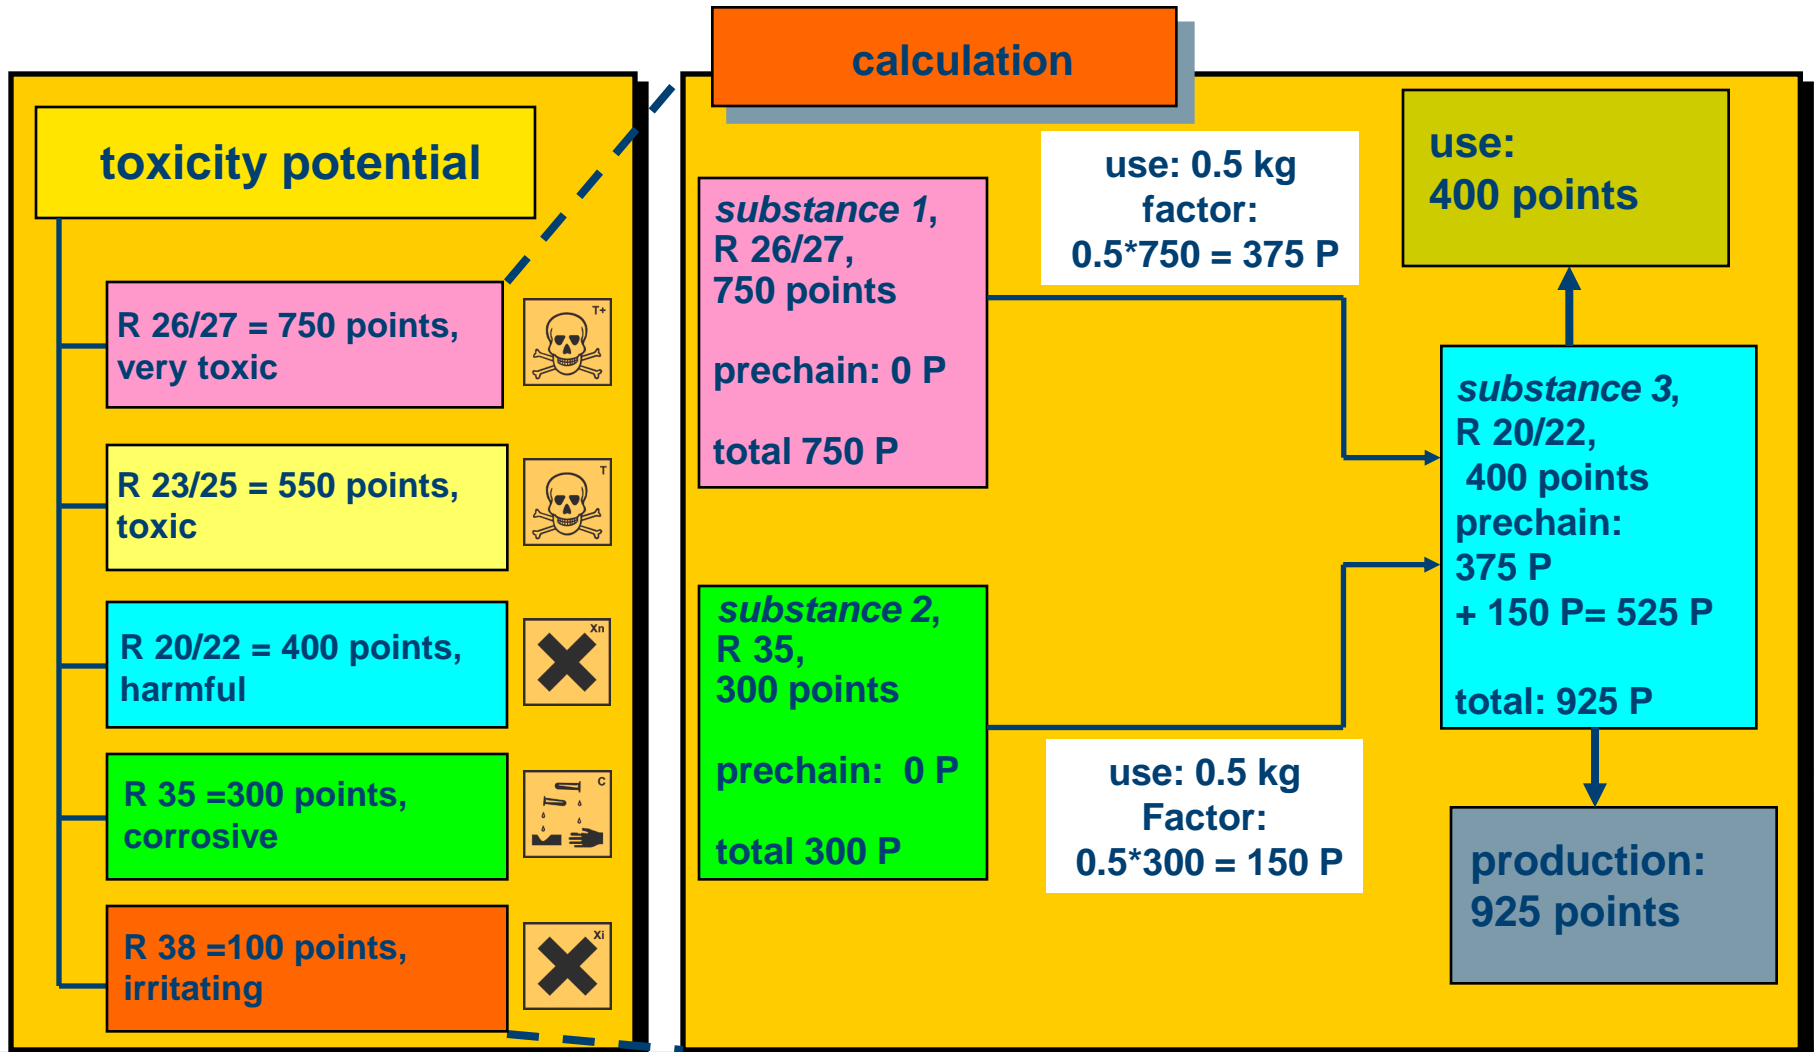 calculation
toxicity potential
R 26/27 = 750 points,
very toxic
T+
R 23/25 = 550 points,
toxic
T
R 20/22 = 400 points,
harmful
Xn
R 35 =300 points,
corrosive
C
R 38 =100 points,
irritating
Xi
substance 1,
R 26/27,
750 points
prechain: 0 P
total 750 P
use: 0.5 kg
factor:
0.5*750 = 375 P
substance 2,
R 35,
300 points
prechain: 0 P
total 300 P
use: 0.5 kg
Factor:
0.5*300 = 150 P
use:
400 points
substance 3,
R 20/22,
400 points
prechain:
375 P
+ 150 P= 525 P
total: 925 P
production:
925 points